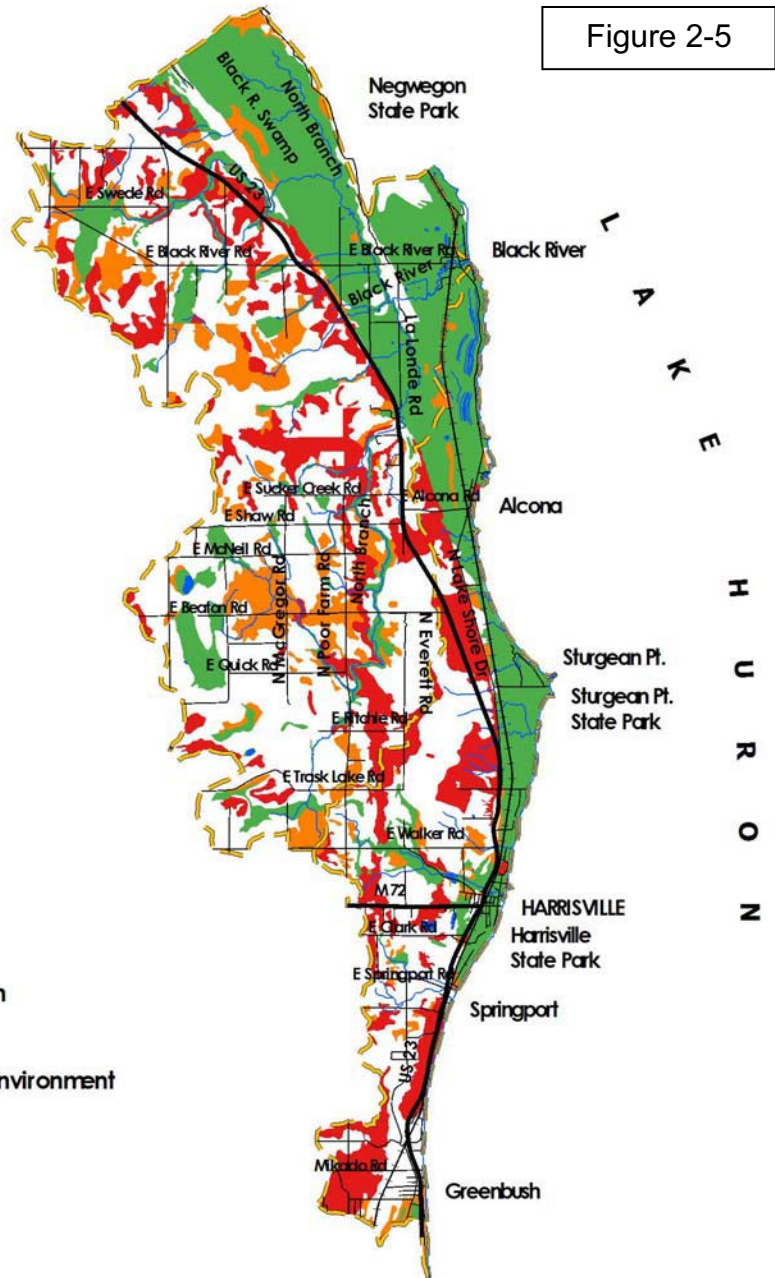 Figure 2-5
Negwegon
State Park
North Branch
Black R. Swamp
US 23
E Swede Rd
E Black River Rd
E Black River Rd
Black River
Black River
La Londe Rd
L A K E H U R O N
E Sucker Creek Rd
E Alcona Rd
Alcona
E Shaw Rd
E McNeil Rd
North Branch
N Poor Farm Rd
N McGregor Rd
E Beafan Rd
N Lake Shore Dr
N Everett Rd
E Quick Rd
Sturgean Pt.
Sturgean Pt.
State Park
E Ritchie Rd
E Trask Lake Rd
E Walker Rd
M 72
HARRISVILLE
Harrisville
State Park
E Clark Rd
E Springport Rd
Springport
US 23
nvironment
Mikado Rd
Greenbush